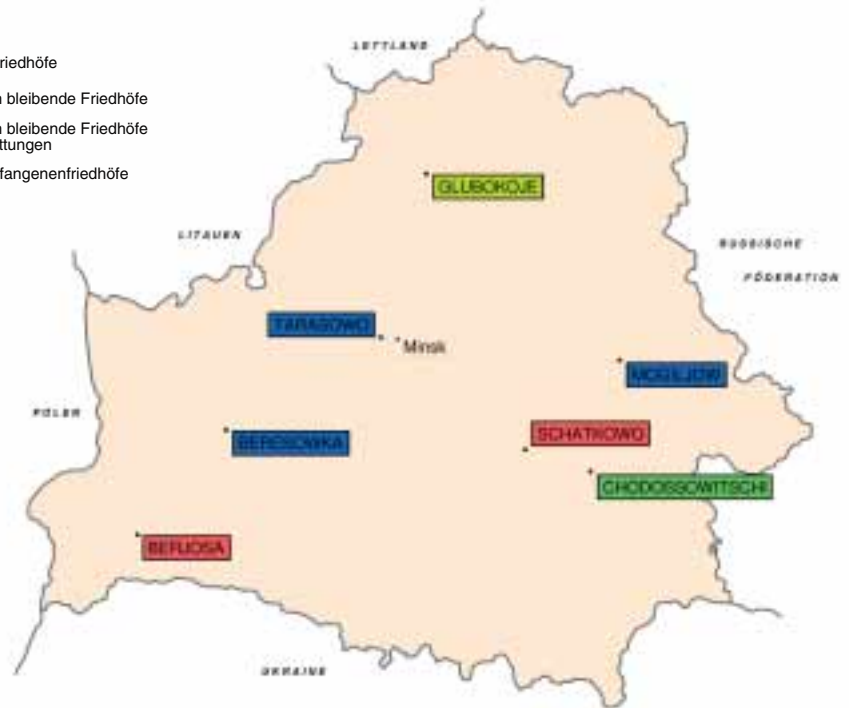 LETTLAND
riedhöfe
bleibende Friedhöfe
bleibende Friedhöfe
ttungen
fangenenfriedhöfe
GLUBOKOJE
LITAUEN
RUSSISCHE
FÖDERATION
TARASOWO
Minsk
MOGILJOW
POLEN
SCHATKOWO
BERESOWKA
CHODOSSOWITSCHI
BERJOSA
UKRAINE